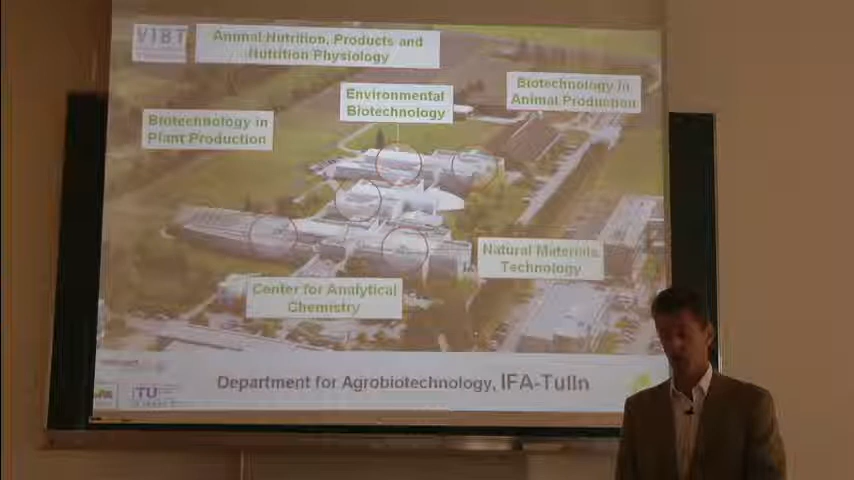 VIBT
Animal Nutrition, Products and
Nutrition Physiology
Environmental
Biotechnology
Biotechnology in
Animal Production
Biotechnology in
Plant Production
Natural Materials
Technology
Center for Analytical
Chemistry
Department for Agrobiotechnology, IFA-Tulln
TU